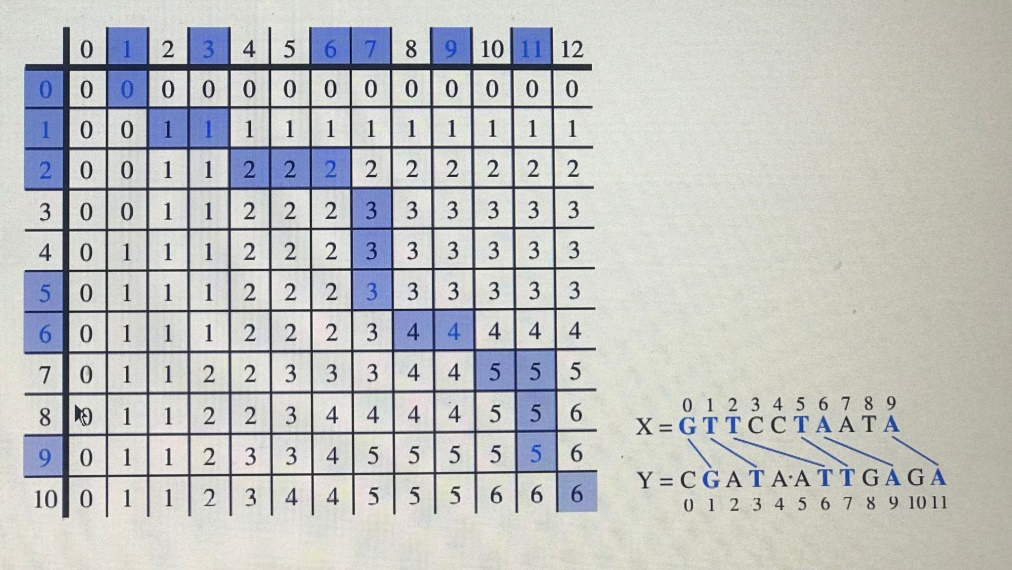 0 1 2 3 4 5 6 7 8 9 10 11 12
0 0 0 0 0 0 0 0 0 0 0 0 0 0
1 0 0 1 1 1 1 1 1 1 1 1 1 1
2 0 0 1 1 2 2 2 2 2 2 2 2 2
3 0 0 1 1 2 2 2 3 3 3 3 3 3
4 0 1 1 1 2 2 2 3 3 3 3 3 3
5 0 1 1 1 2 2 2 3 3 3 3 3 3
6 0 1 1 1 2 2 2 3 4 4 4 4 4
7 0 1 1 2 2 3 3 3 4 4 5 5 5
8 0 1 1 2 2 3 4 4 4 4 5 5 6
9 0 1 1 2 3 3 4 5 5 5 5 5 6
10 0 1 1 2 3 4 4 5 5 5 6 6 6
0 1 2 3 4 5 6 7 8 9
X = G T T C C T A A T A
Y = C G A T A A T T G A G A
0 1 2 3 4 5 6 7 8 9 10 11